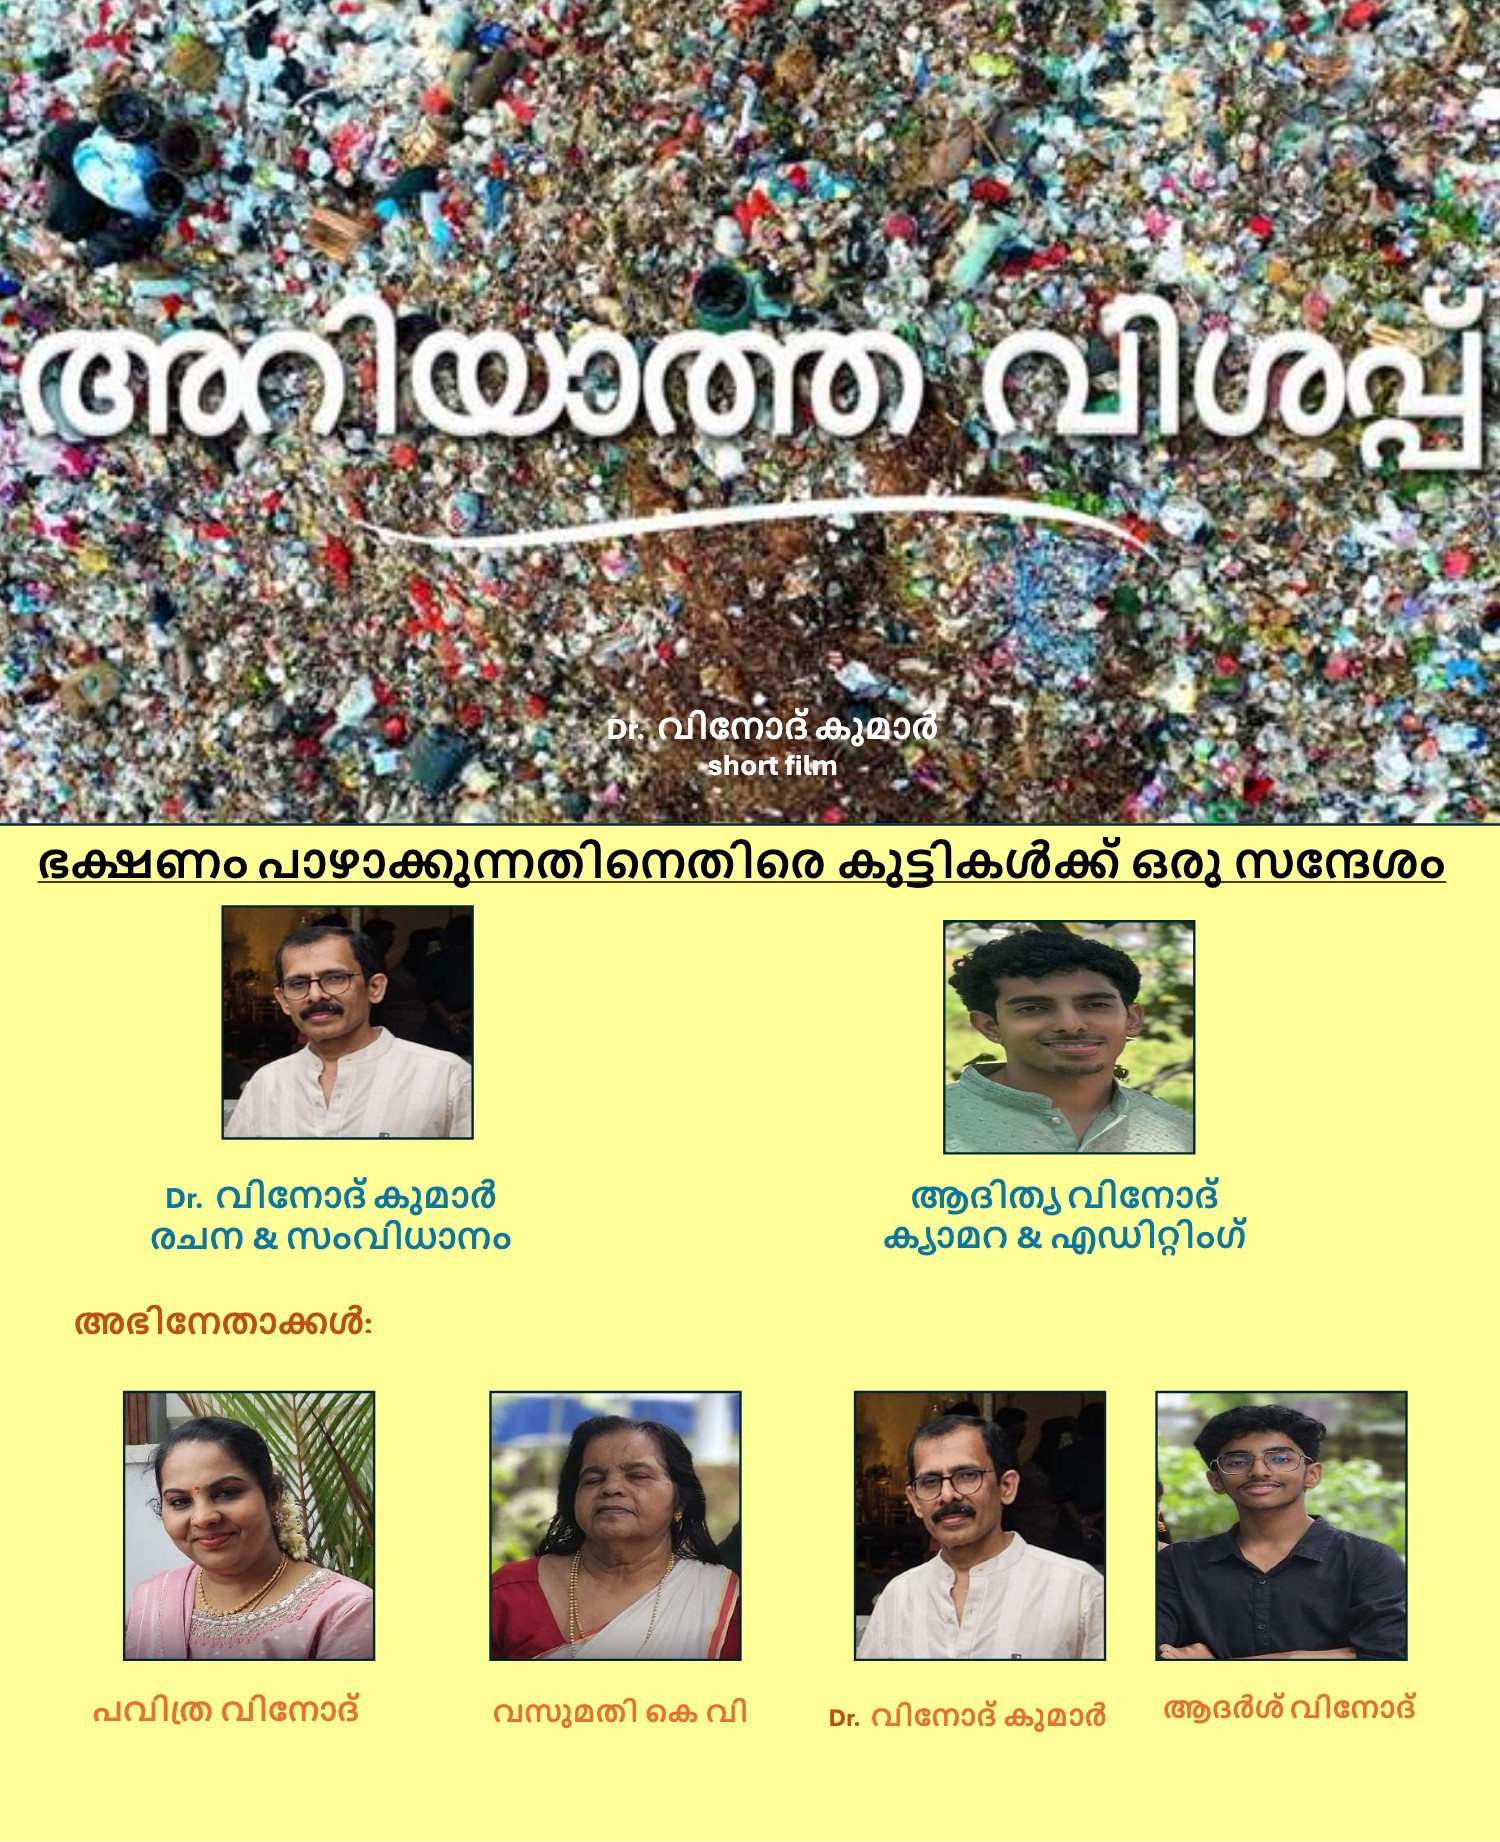 അറിയാത്ത വിശപ്പ്
Dr. വിനോദ് കുമാർ
short film
ഭക്ഷണം പാഴാക്കുന്നതിനെതിരെ കുട്ടികൾക്ക് ഒരു സന്ദേശം
Dr. വിനോദ് കുമാർ
രചന & സംവിധാനം
ആദിത്യ വിനോദ്
ക്യാമറ & എഡിറ്റിംഗ്
അഭിനേതാക്കൾ:
പവിത്ര വിനോദ്
വസുമതി കെ വി
Dr. വിനോദ് കുമാർ
ആദർശ് വിനോദ്